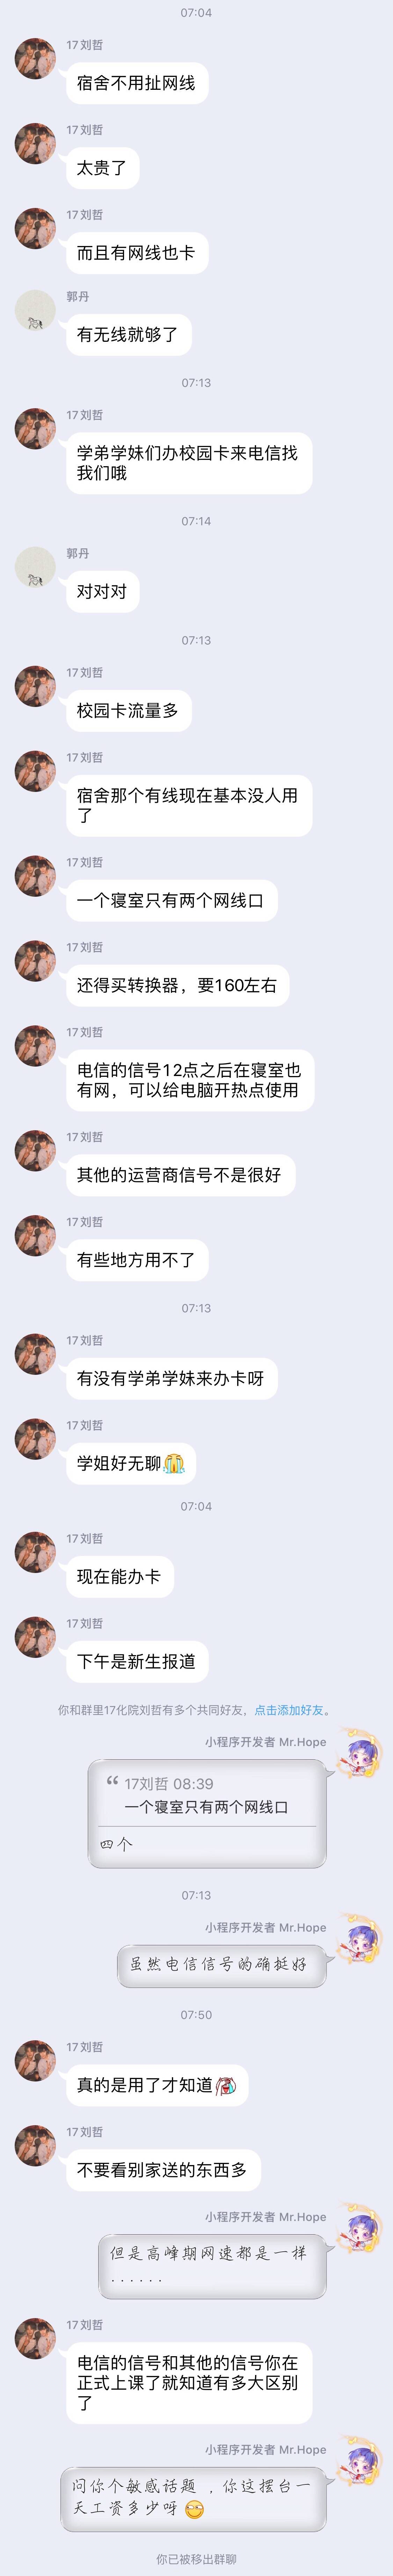 07:04
17刘哲
宿舍不用扯网线
17刘哲
太贵了
17刘哲
而且有网线也卡
郭丹
有无线就够了
07:13
17刘哲
学弟学妹们办校园卡来电信找
我们哦
07:14
郭丹
对对对
07:13
17刘哲
校园卡流量多
17刘哲
宿舍那个有线现在基本没人用
了
17刘哲
一个寝室只有两个网线口
17刘哲
还得买转换器，要160左右
17刘哲
电信的信号12点之后在寝室也
有网，可以给电脑开热点使用
17刘哲
其他的运营商信号不是很好
17刘哲
有些地方用不了
07:13
17刘哲
有没有学弟学妹来办卡呀
17刘哲
学姐好无聊😭
07:04
17刘哲
现在能办卡
17刘哲
下午是新生报道
你和群里17化院刘哲有多个共同好友，点击添加好友。
小程序开发者 Mr.Hope
“ 17刘哲 08:39
一个寝室只有两个网线口
四个
07:13
小程序开发者 Mr.Hope
虽然电信信号的确挺好
07:50
17刘哲
真的是用了才知道
17刘哲
不要看别家送的东西多
小程序开发者 Mr.Hope
但是高峰期网速都是一样
······
17刘哲
电信的信号和其他的信号你在
正式上课了就知道有多大区别
了
小程序开发者 Mr.Hope
问你个敏感话题 ，你这摆台一
天工资多少呀
你已被移出群聊